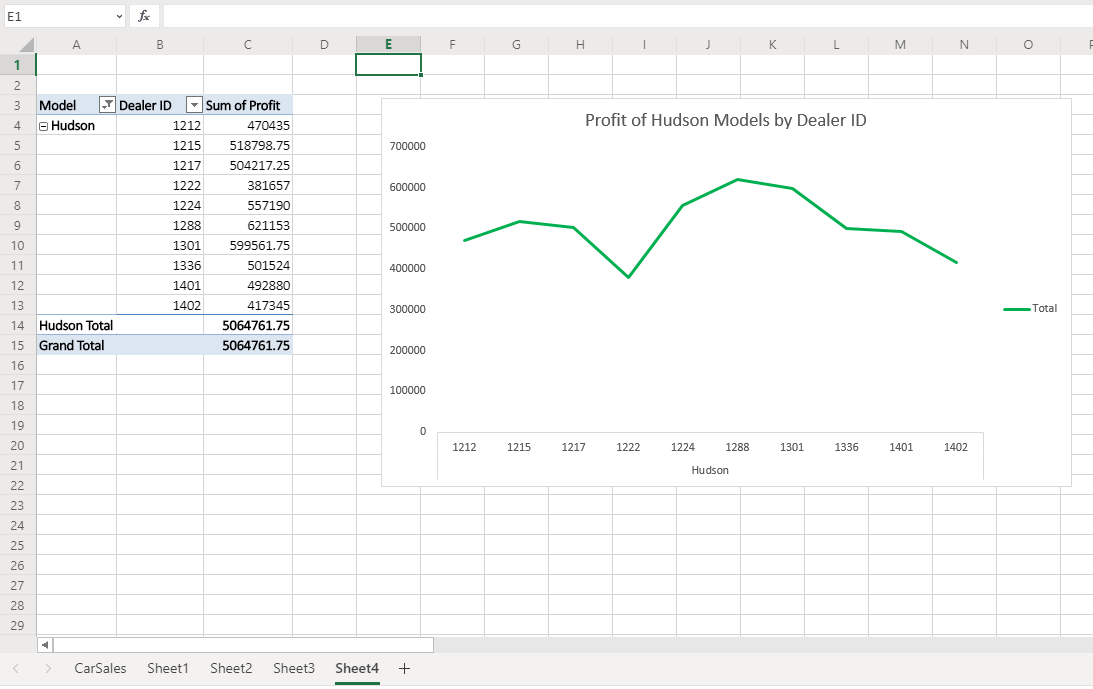 E1
fx
A B C D E F G H I J K L M N O
1
2
3 Model Dealer ID Sum of Profit
4 Hudson 1212 470435
5 1215 518798.75
6 1217 504217.25
7 1222 381657
8 1224 557190
9 1288 621153
10 1301 599561.75
11 1336 501524
12 1401 492880
13 1402 417345
14 Hudson Total 5064761.75
15 Grand Total 5064761.75
16
17
18
19
20
21
22
23
24
25
26
27
28
29
Profit of Hudson Models by Dealer ID
700000
600000
500000
400000
300000
200000
100000
0
1212 1215 1217 1222 1224 1288 1301 1336 1401 1402
Hudson
Total
CarSales Sheet1 Sheet2 Sheet3 Sheet4 +